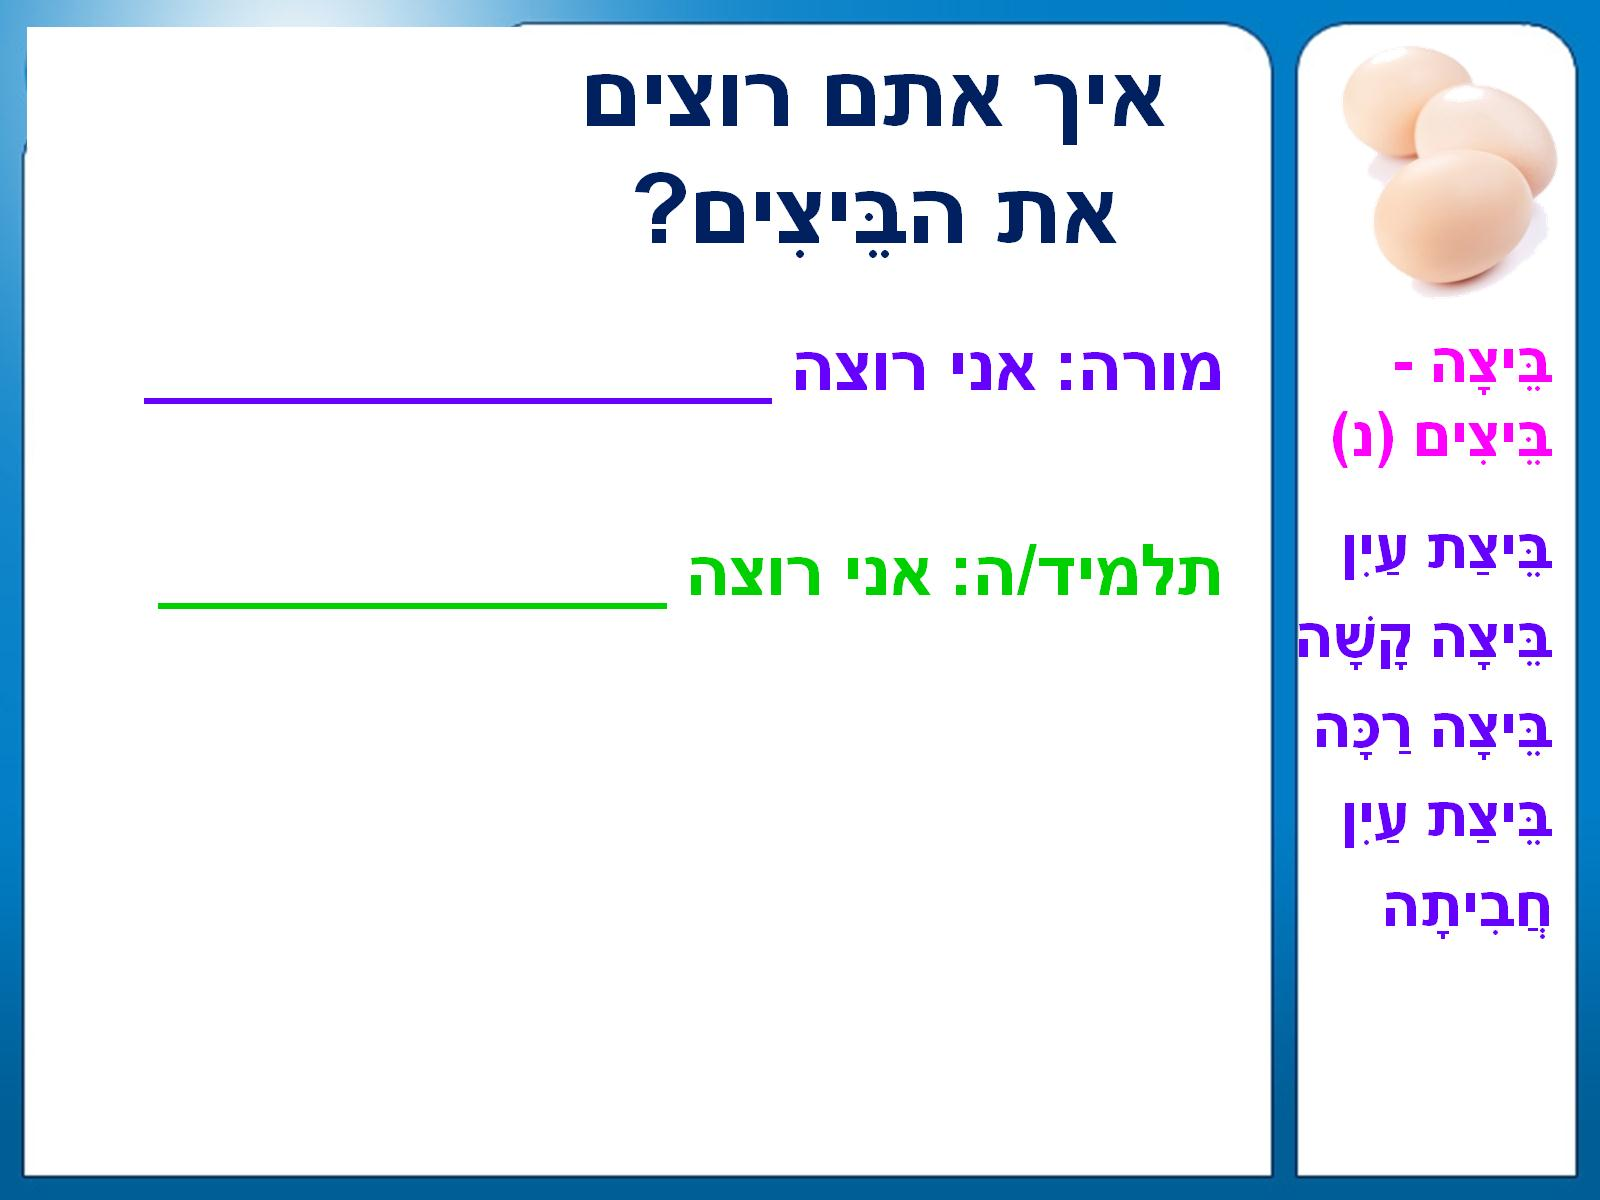 איך אתם רוצים
את הבֵּיצִים?
מורה: אני רוצה ____________________
תלמיד/ה: אני רוצה ________________
בֵּיצָה -
בֵּיצִים (נ)
בֵּיצַת עַיִן
בֵּיצָה קָשָׁה
בֵּיצָה רַכָּה
בֵּיצַת עַיִן
חֲבִיתָה